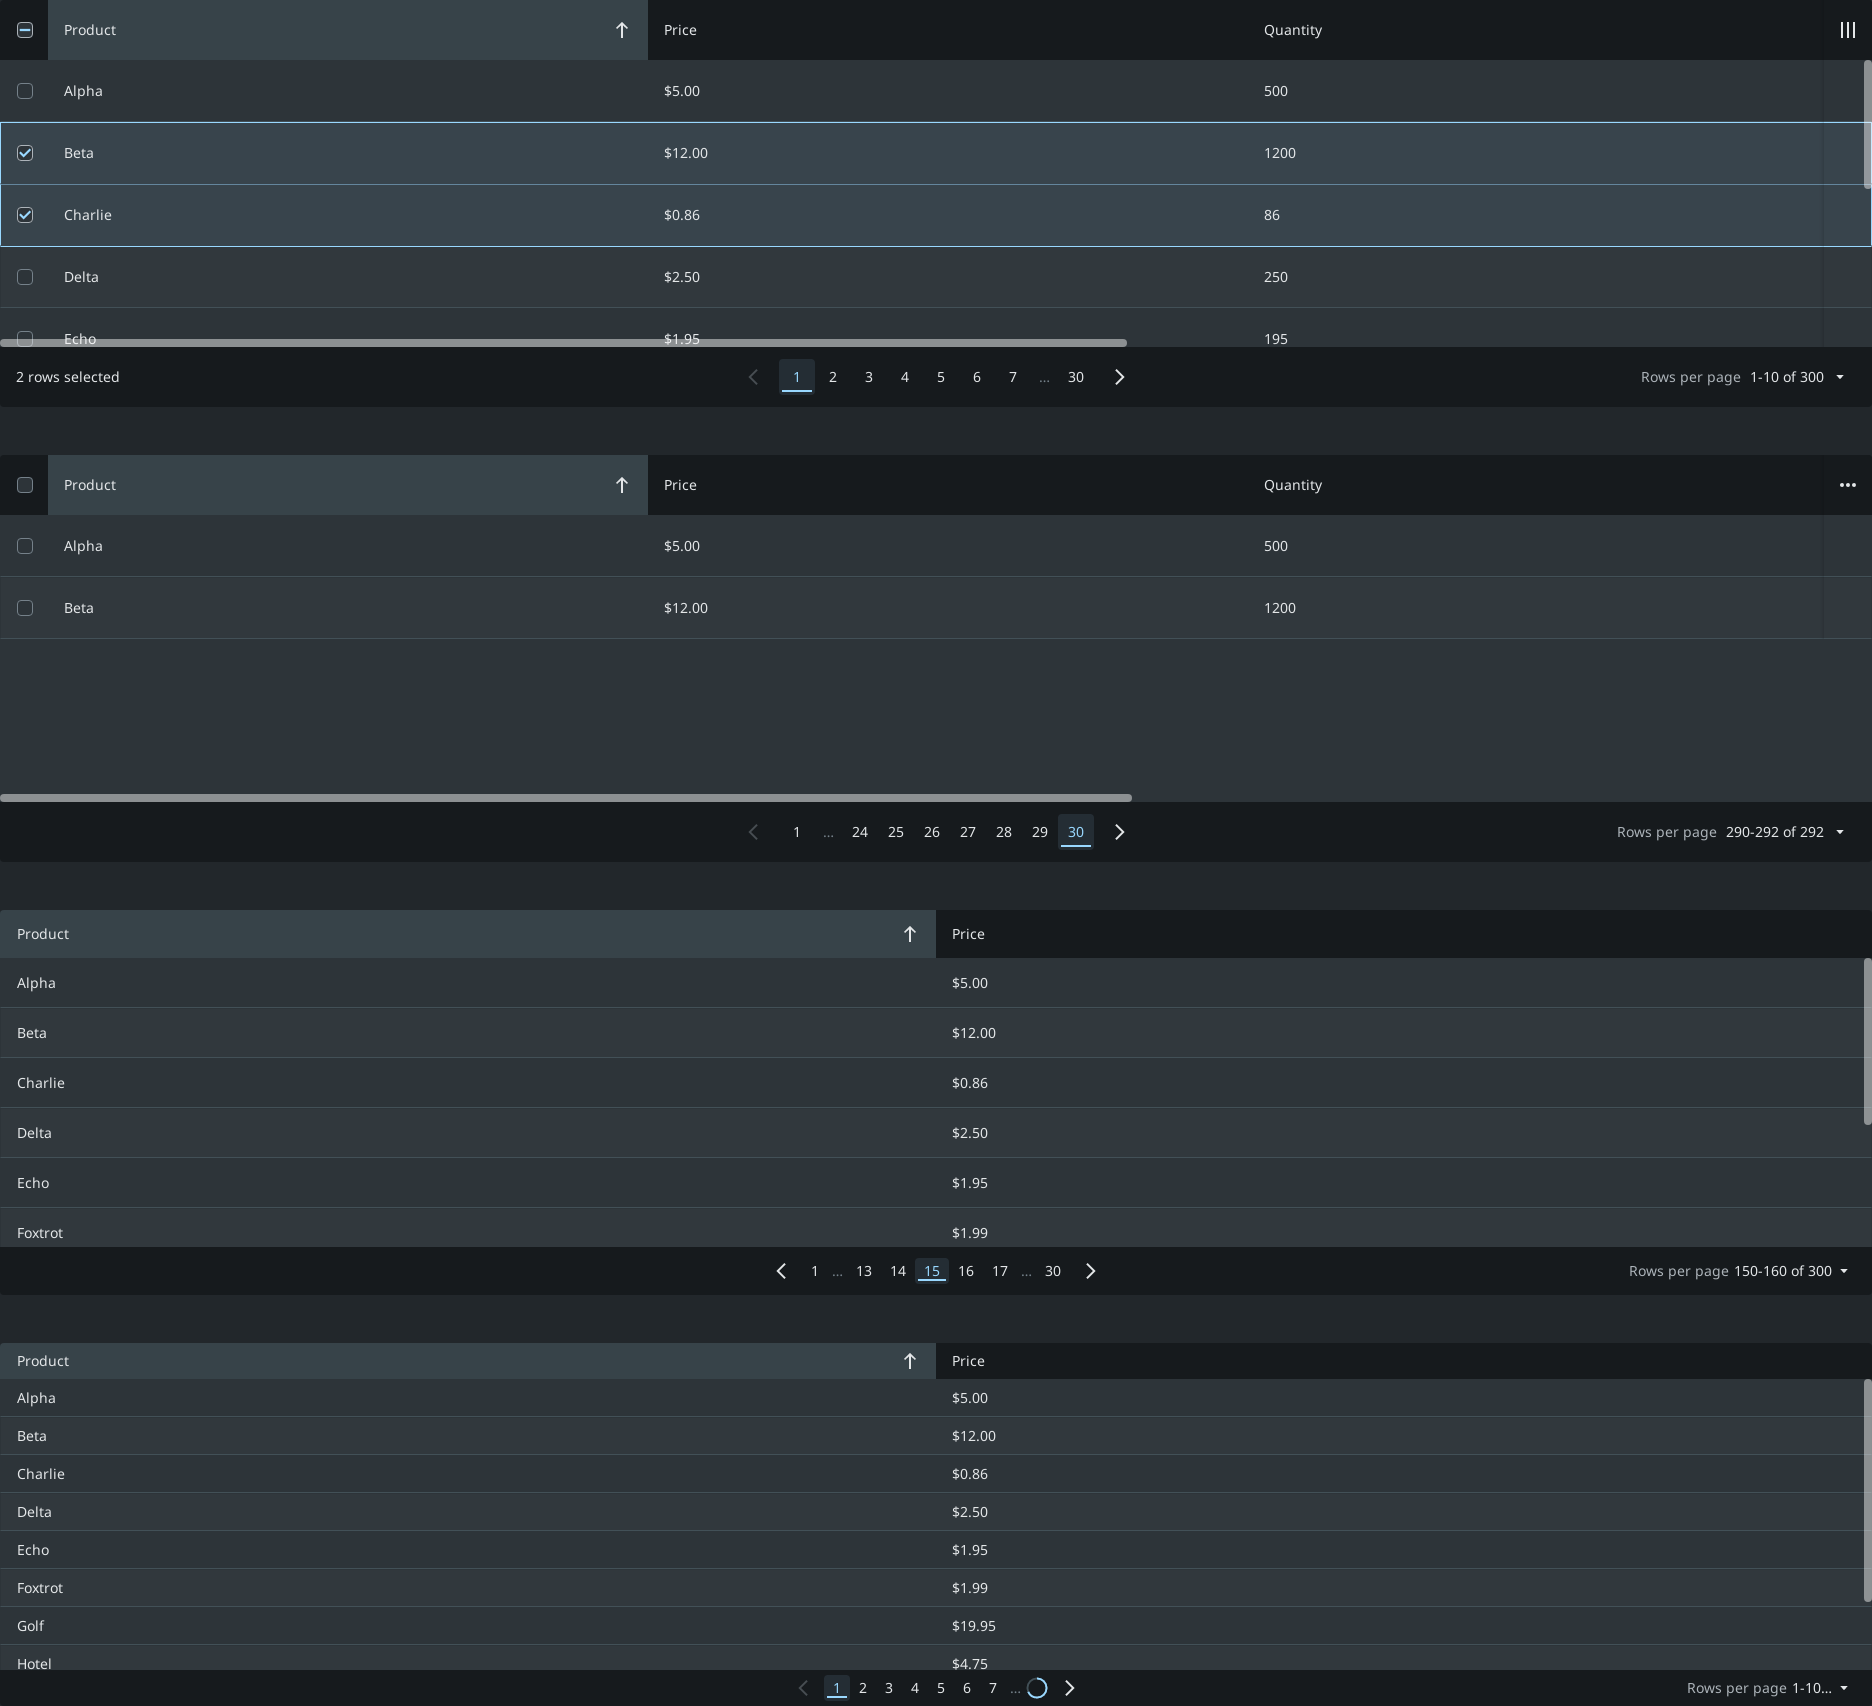 Product Price Quantity
Alpha $5.00 500
Beta $12.00 1200
Charlie $0.86 86
Delta $2.50 250
Echo $1.95 195
2 rows selected 1 2 3 4 5 6 7 ... 30 Rows per page 1-10 of 300
Product Price Quantity
Alpha $5.00 500
Beta $12.00 1200
1 ... 24 25 26 27 28 29 30 Rows per page 290-292 of 292
Product Price
Alpha $5.00
Beta $12.00
Charlie $0.86
Delta $2.50
Echo $1.95
Foxtrot $1.99
1 ... 13 14 15 16 17 ... 30 Rows per page 150-160 of 300
Product Price
Alpha $5.00
Beta $12.00
Charlie $0.86
Delta $2.50
Echo $1.95
Foxtrot $1.99
Golf $19.95
Hotel $4.75
1 2 3 4 5 6 7 ... Rows per page 1-10...